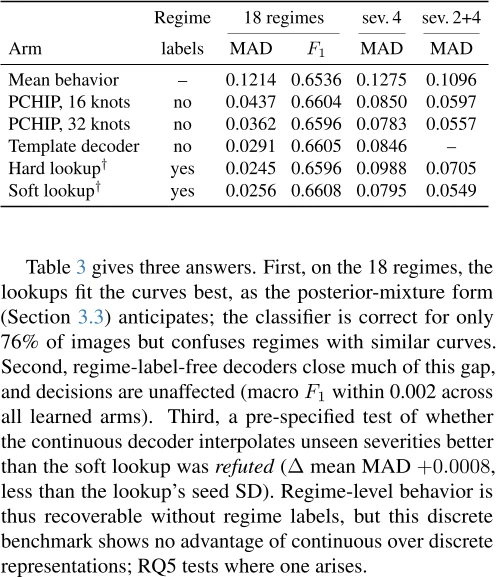 Regime 18 regimes sev. 4 sev. 2+4
Arm labels MAD F1 MAD MAD
Mean behavior – 0.1214 0.6536 0.1275 0.1096
PCHIP, 16 knots no 0.0437 0.6604 0.0850 0.0597
PCHIP, 32 knots no 0.0362 0.6596 0.0783 0.0557
Template decoder no 0.0291 0.6605 0.0846 –
Hard lookup† yes 0.0245 0.6596 0.0988 0.0705
Soft lookup† yes 0.0256 0.6608 0.0795 0.0549
Table 3 gives three answers. First, on the 18 regimes, the
lookups fit the curves best, as the posterior-mixture form
(Section 3.3) anticipates; the classifier is correct for only
76% of images but confuses regimes with similar curves.
Second, regime-label-free decoders close much of this gap,
and decisions are unaffected (macro F1 within 0.002 across
all learned arms). Third, a pre-specified test of whether
the continuous decoder interpolates unseen severities better
than the soft lookup was refuted (Δ mean MAD +0.0008,
less than the lookup's seed SD). Regime-level behavior is
thus recoverable without regime labels, but this discrete
benchmark shows no advantage of continuous over discrete
representations; RQ5 tests where one arises.